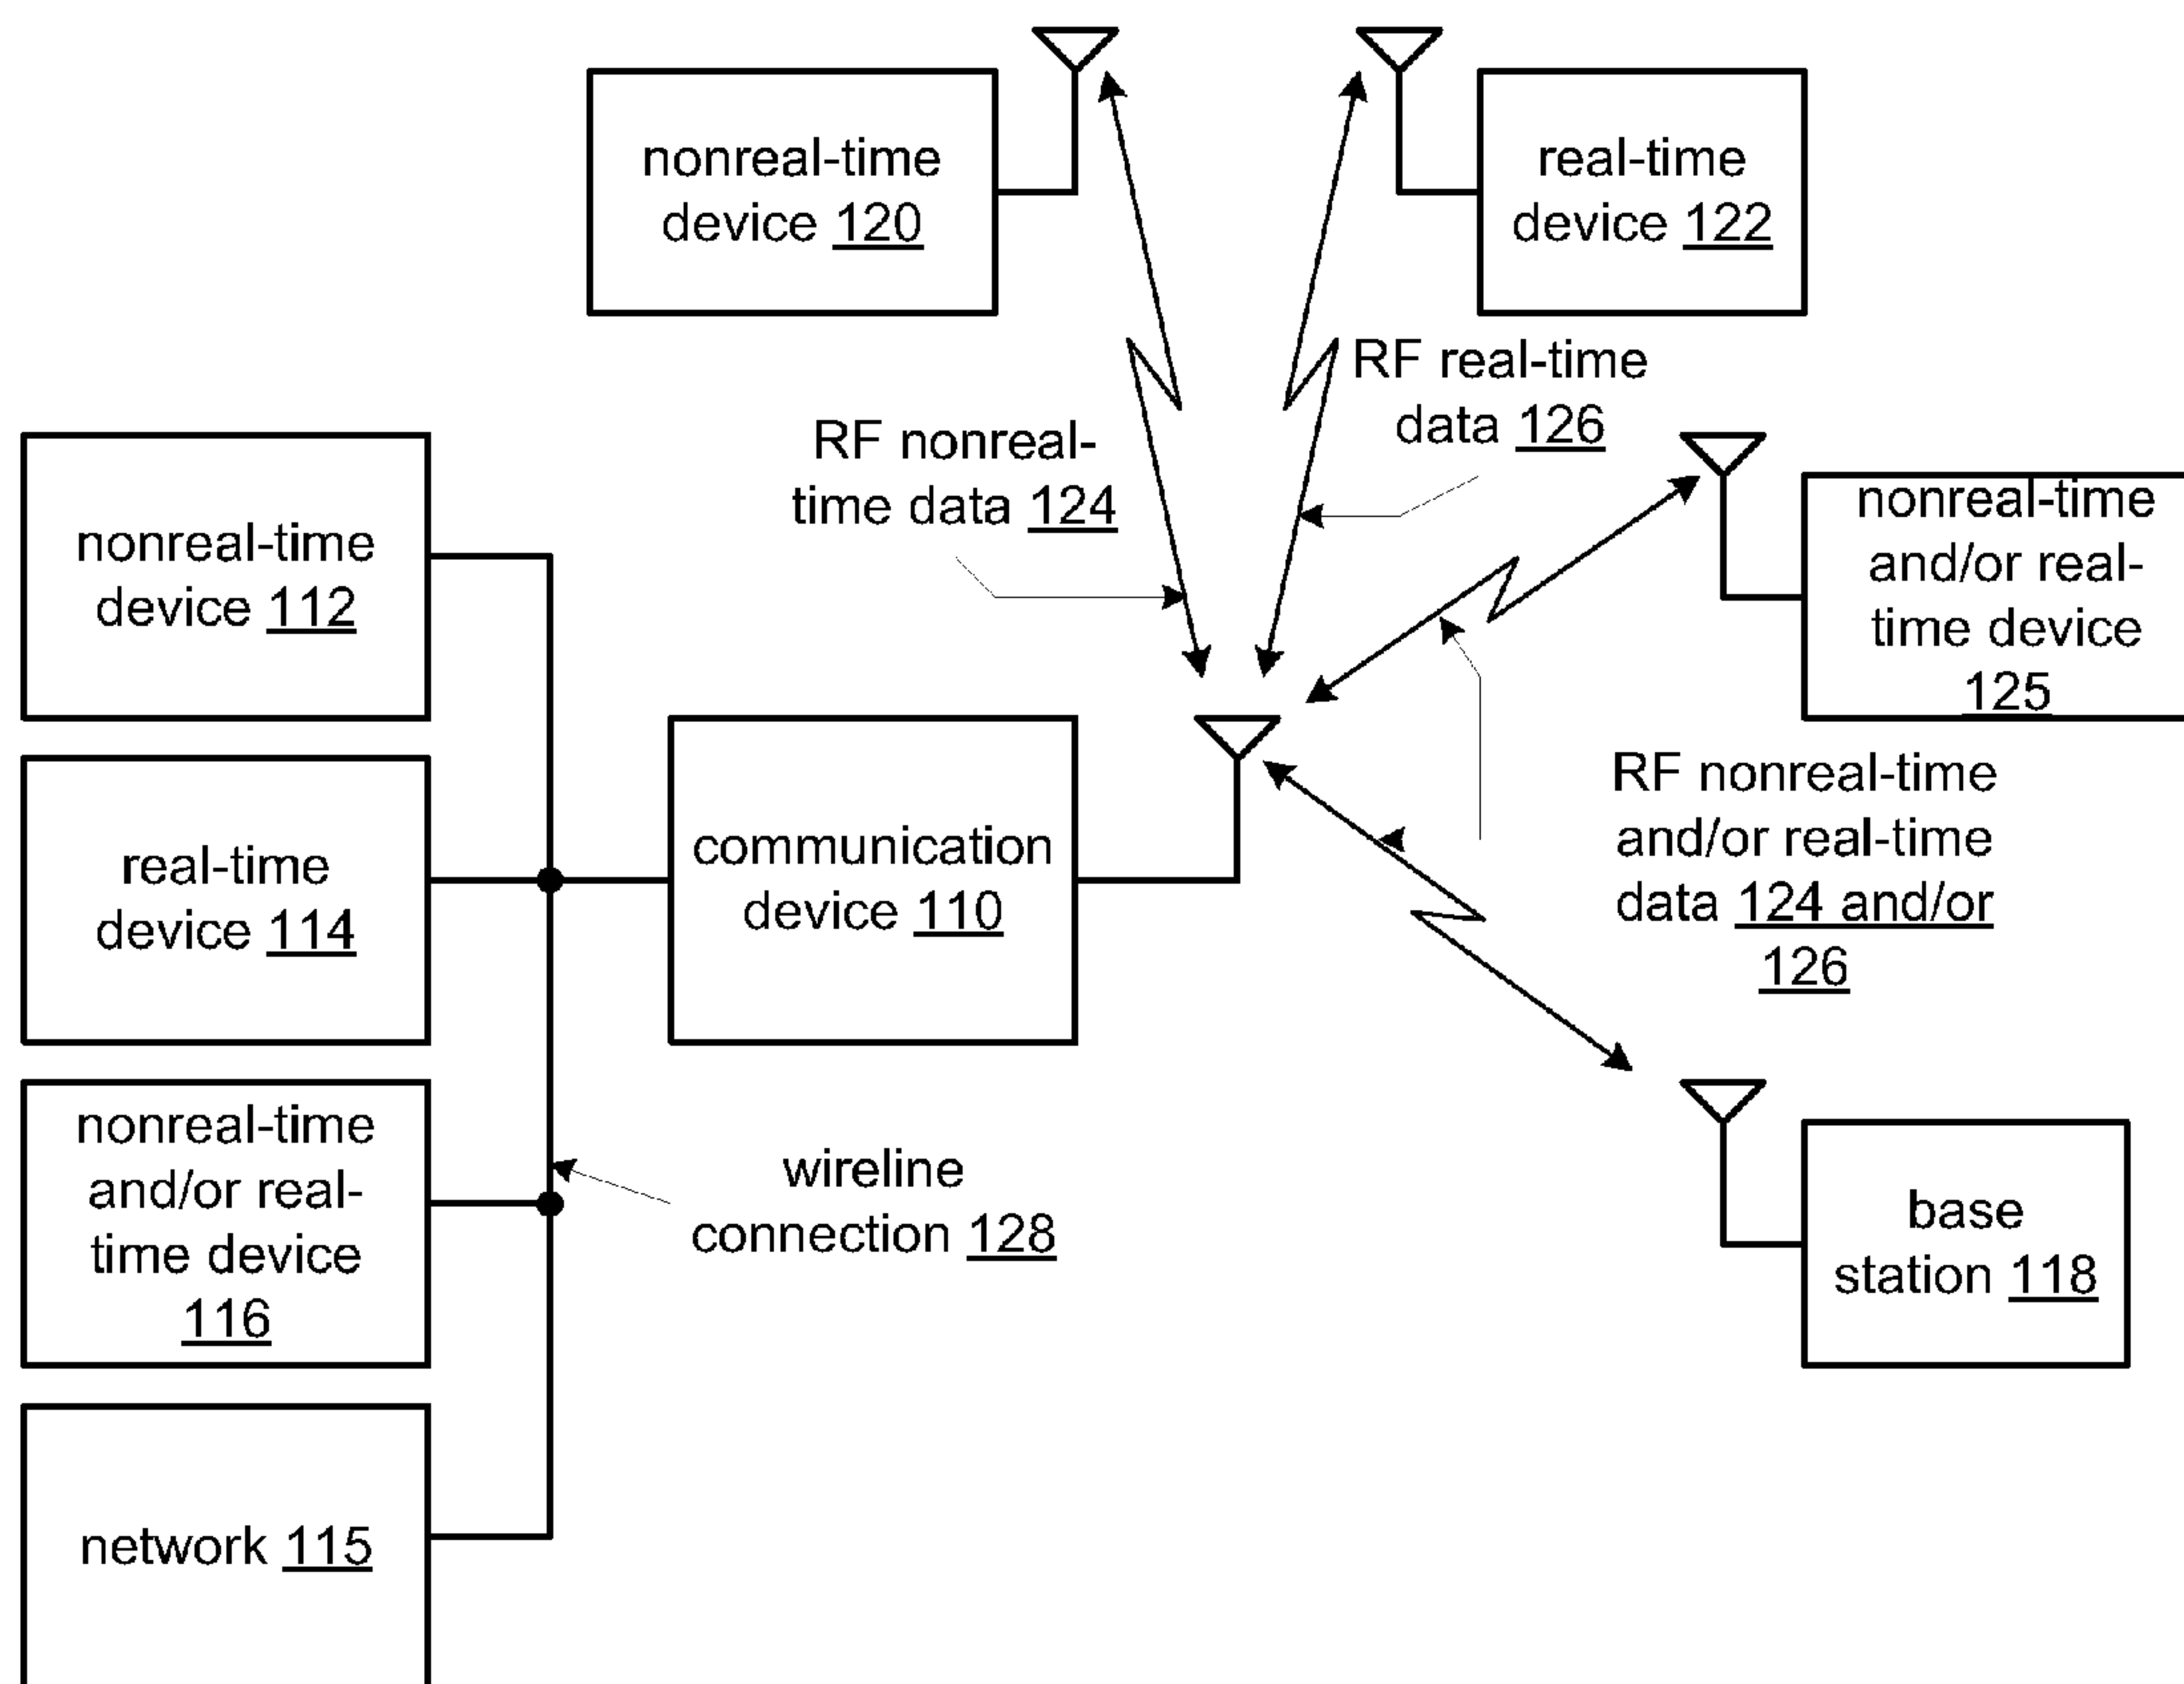 nonreal-time
device 120
real-time
device 122
RF real-time
data 126
RF nonreal-
time data 124
nonreal-time
and/or real-
time device
125
nonreal-time
device 112
RF nonreal-time
and/or real-time
data 124 and/or
126
communication
device 110
real-time
device 114
nonreal-time
and/or real-
time device
116
wireline
connection 128
base
station 118
network 115